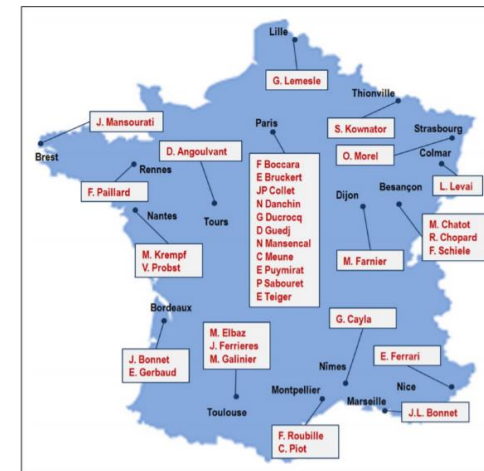 Lille
G. Lemesle
Thionville
J. Mansourati
Paris
S. Kownator
Strasbourg
Brest
D. Angoulvant
O. Morel
Colmar
Rennes
F Boccara
E Bruckert
JP Collet
N Danchin
G Ducrocq
D Guedj
N Mansencal
C Meune
E Puymirat
P Sabouret
E Teiger
F. Paillard
Tours
Dijon
Besançon
L. Levai
Nantes
M. Krempf
V. Probst
M. Farnier
M. Chatot
R. Chopard
F. Schiele
Bordeaux
J. Bonnet
E. Gerbaud
M. Elbaz
J. Ferrieres
M. Galinier
G. Cayla
E. Ferrari
Nîmes
Nice
Toulouse
Montpellier
Marseille
J.L. Bonnet
F. Roubille
C. Piot